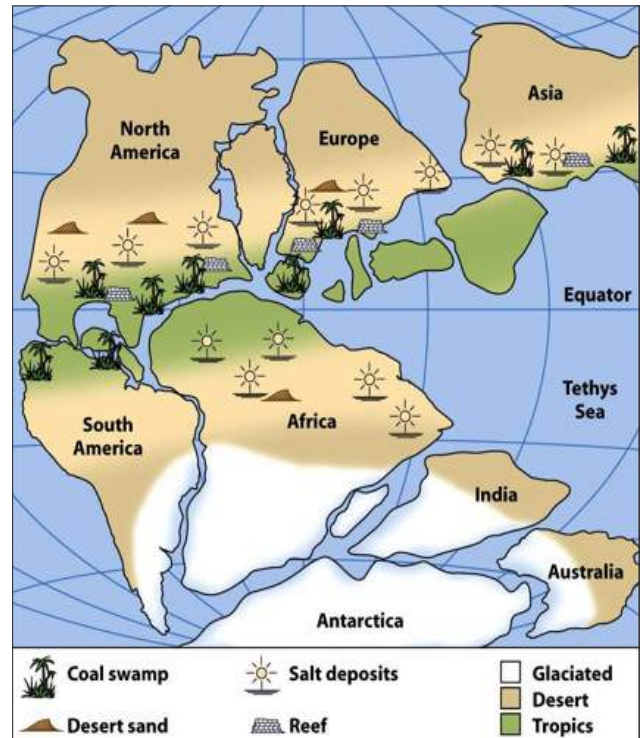 Asia
North
America
Europe
Equator
Tethys
Sea
South
America
Africa
India
Australia
Antarctica
Coal swamp
Salt deposits
Glaciated
Desert
Desert sand
Reef
Tropics